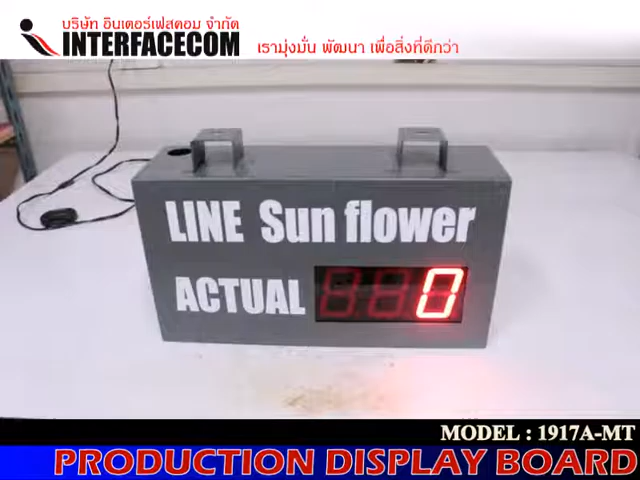 บริษัท อินเตอร์เฟสคอม จำกัด
INTERFACECOM
เรามุ่งมั่น พัฒนา เพื่อสิ่งที่ดีกว่า
LINE Sun flower
ACTUAL 0
MODEL : 1917A-MT
PRODUCTION DISPLAY BOARD